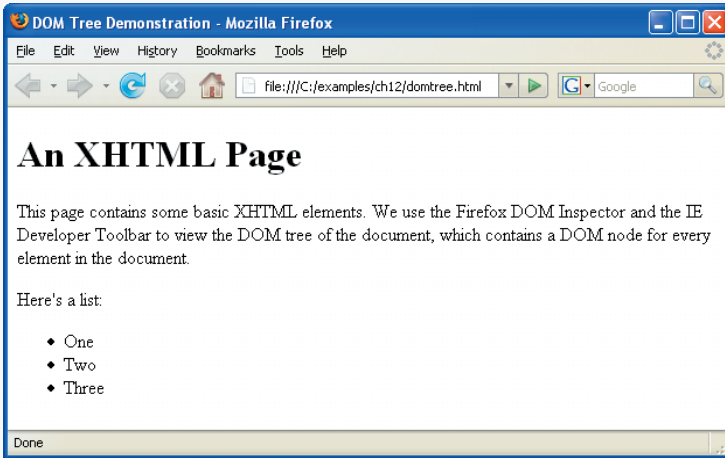 DOM Tree Demonstration - Mozilla Firefox
File Edit View History Bookmarks Tools Help
file:///C:/examples/ch12/domtree.html G Google
An XHTML Page
This page contains some basic XHTML elements. We use the Firefox DOM Inspector and the IE
Developer Toolbar to view the DOM tree of the document, which contains a DOM node for every
element in the document.
Here's a list:
• One
• Two
• Three
Done